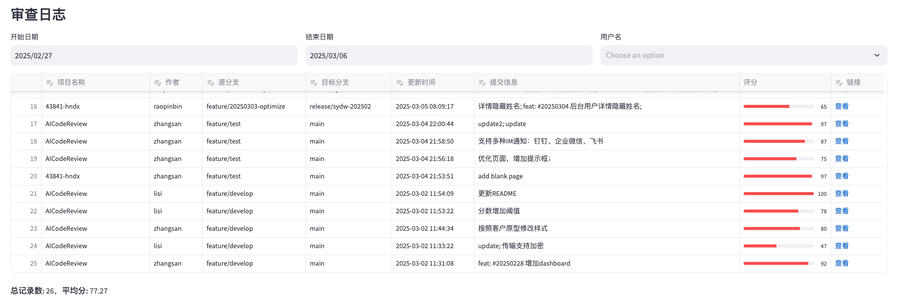 审查日志
开始日期 结束日期 用户名
2025/02/27 2025/03/06 Choose an option
项目名称 作者 源分支 目标分支 更新时间 提交信息 评分 链接
16 43841-hndx raopinbin feature/20250303-optimize release/sydw-202502 2025-03-05 08:09:17 详情隐藏姓名; feat: #20250304 后台用户详情隐藏姓名; 65 查看
17 AICodeReview zhangsan feature/test main 2025-03-04 22:00:44 update2; update 97 查看
18 AICodeReview zhangsan feature/test main 2025-03-04 21:58:50 支持多种IM通知：钉钉、企业微信、飞书 87 查看
19 AICodeReview zhangsan feature/test main 2025-03-04 21:56:18 优化页面，增加提示框； 75 查看
20 43841-hndx zhangsan feature/test main 2025-03-04 21:53:51 add blank page 97 查看
21 AICodeReview lisi feature/develop main 2025-03-02 11:54:09 更新README 100 查看
22 AICodeReview lisi feature/develop main 2025-03-02 11:53:22 分数增加阈值 78 查看
23 AICodeReview zhangsan feature/develop main 2025-03-02 11:44:34 按照客户原型修改样式 80 查看
24 AICodeReview lisi feature/develop main 2025-03-02 11:33:22 update; 传输支持加密 47 查看
25 AICodeReview zhangsan feature/develop main 2025-03-02 11:31:08 feat: #20250228 增加dashboard 92 查看
总记录数: 26，平均分: 77.27